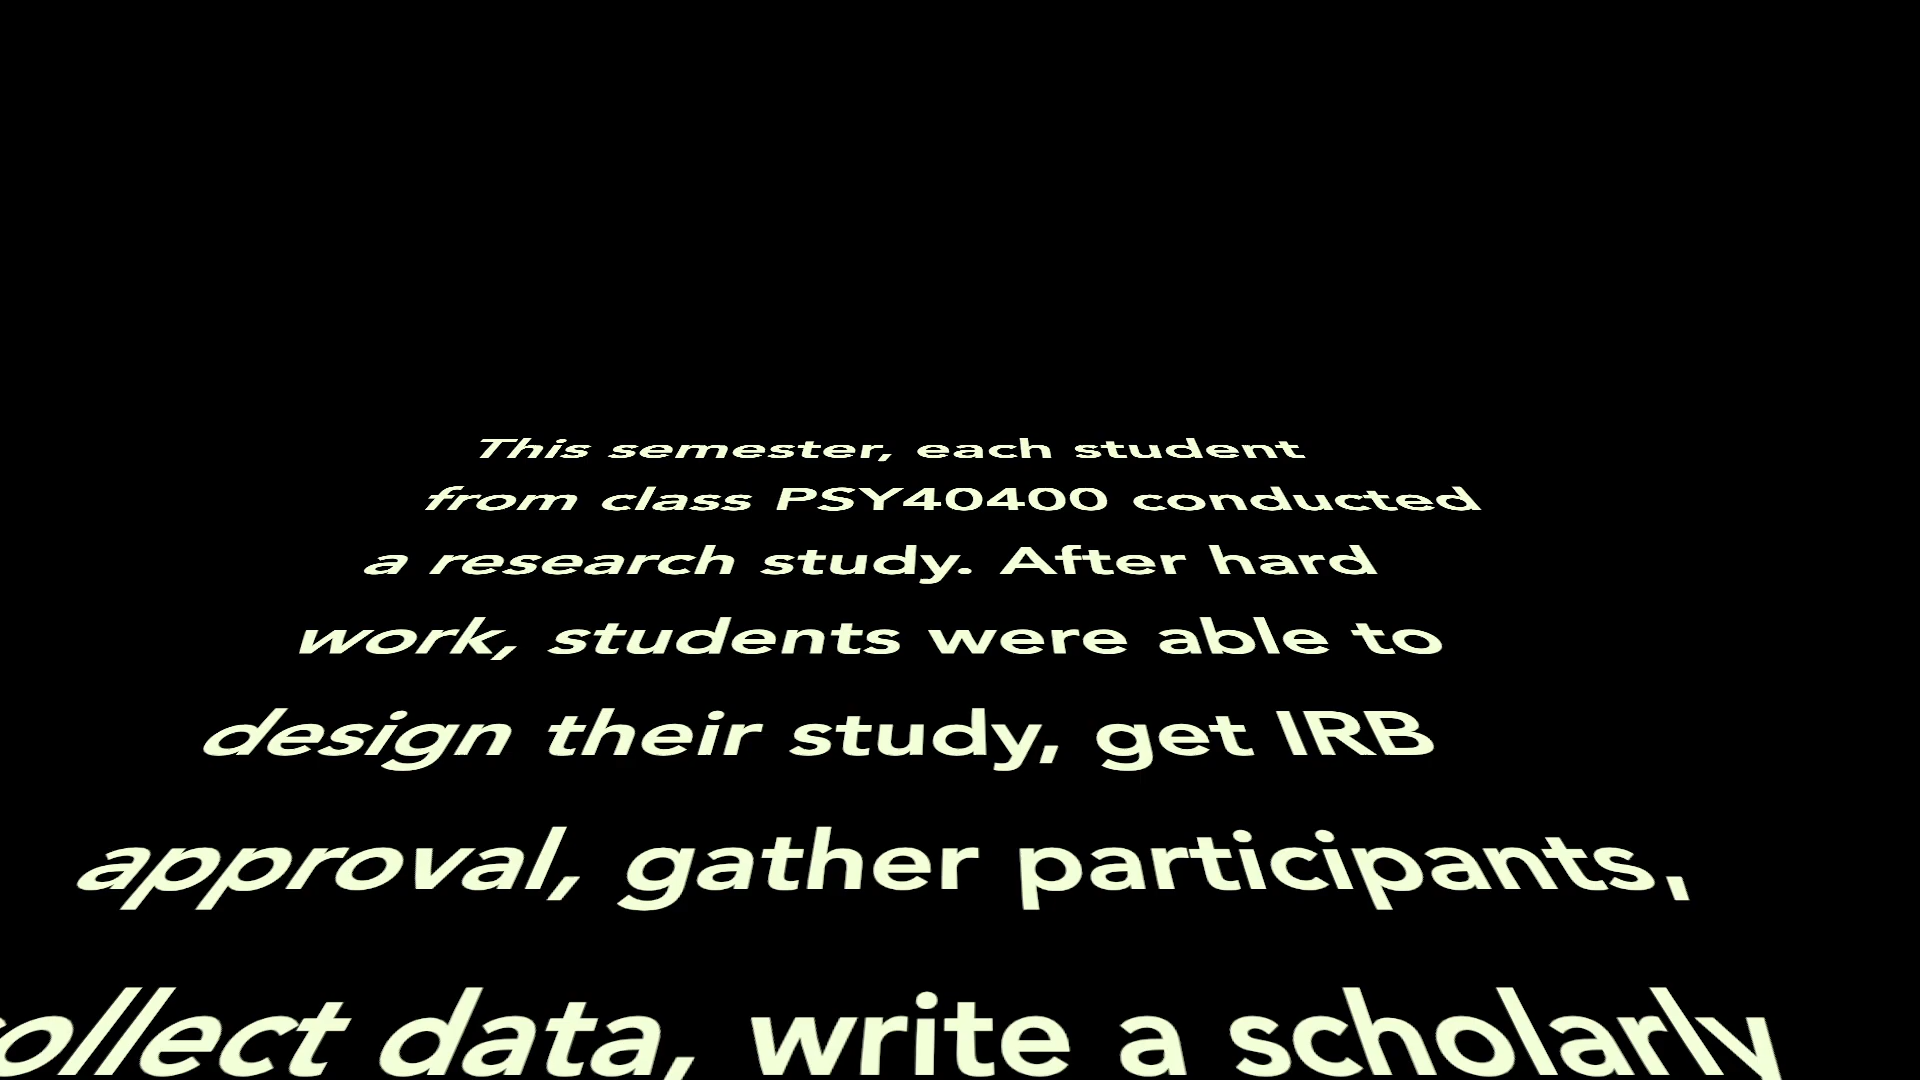 This semester, each student
from class PSY40400 conducted
a research study. After hard
work, students were able to
design their study, get IRB
approval, gather participants,
collect data, write a scholarly